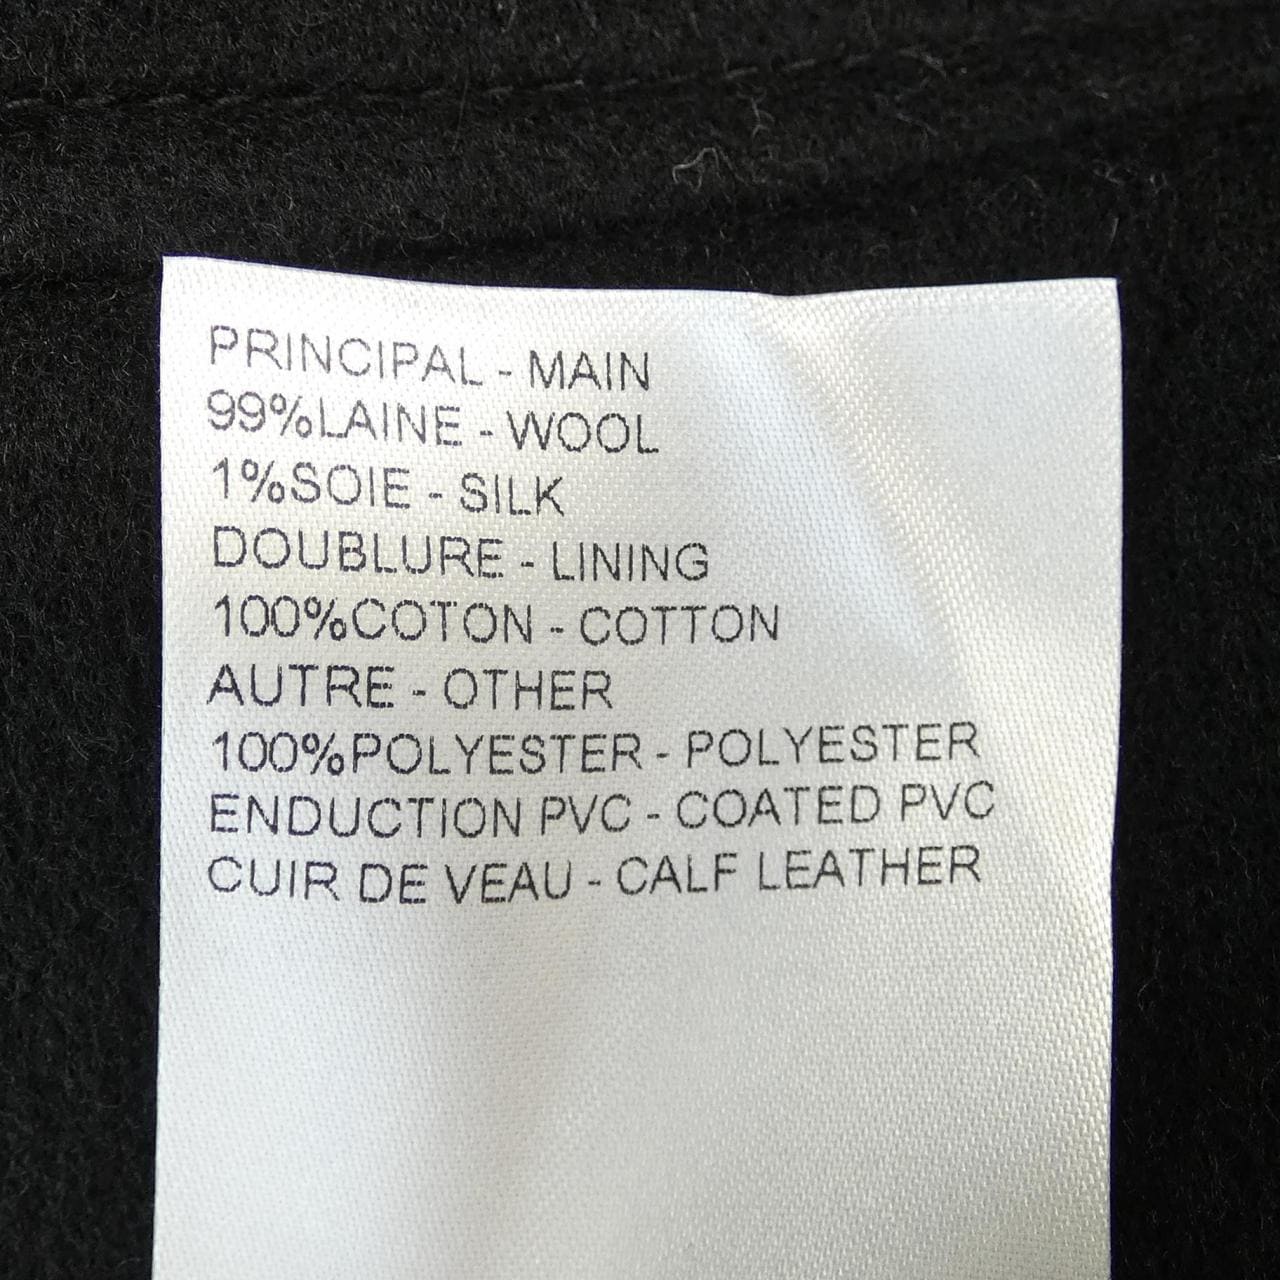 PRINCIPAL - MAIN
99%LAINE - WOOL
1%SOIE - SILK
DOUBLURE - LINING
100%COTON - COTTON
AUTRE - OTHER
100%POLYESTER - POLYESTER
ENDUCTION PVC - COATED PVC
CUIR DE VEAU - CALF LEATHER